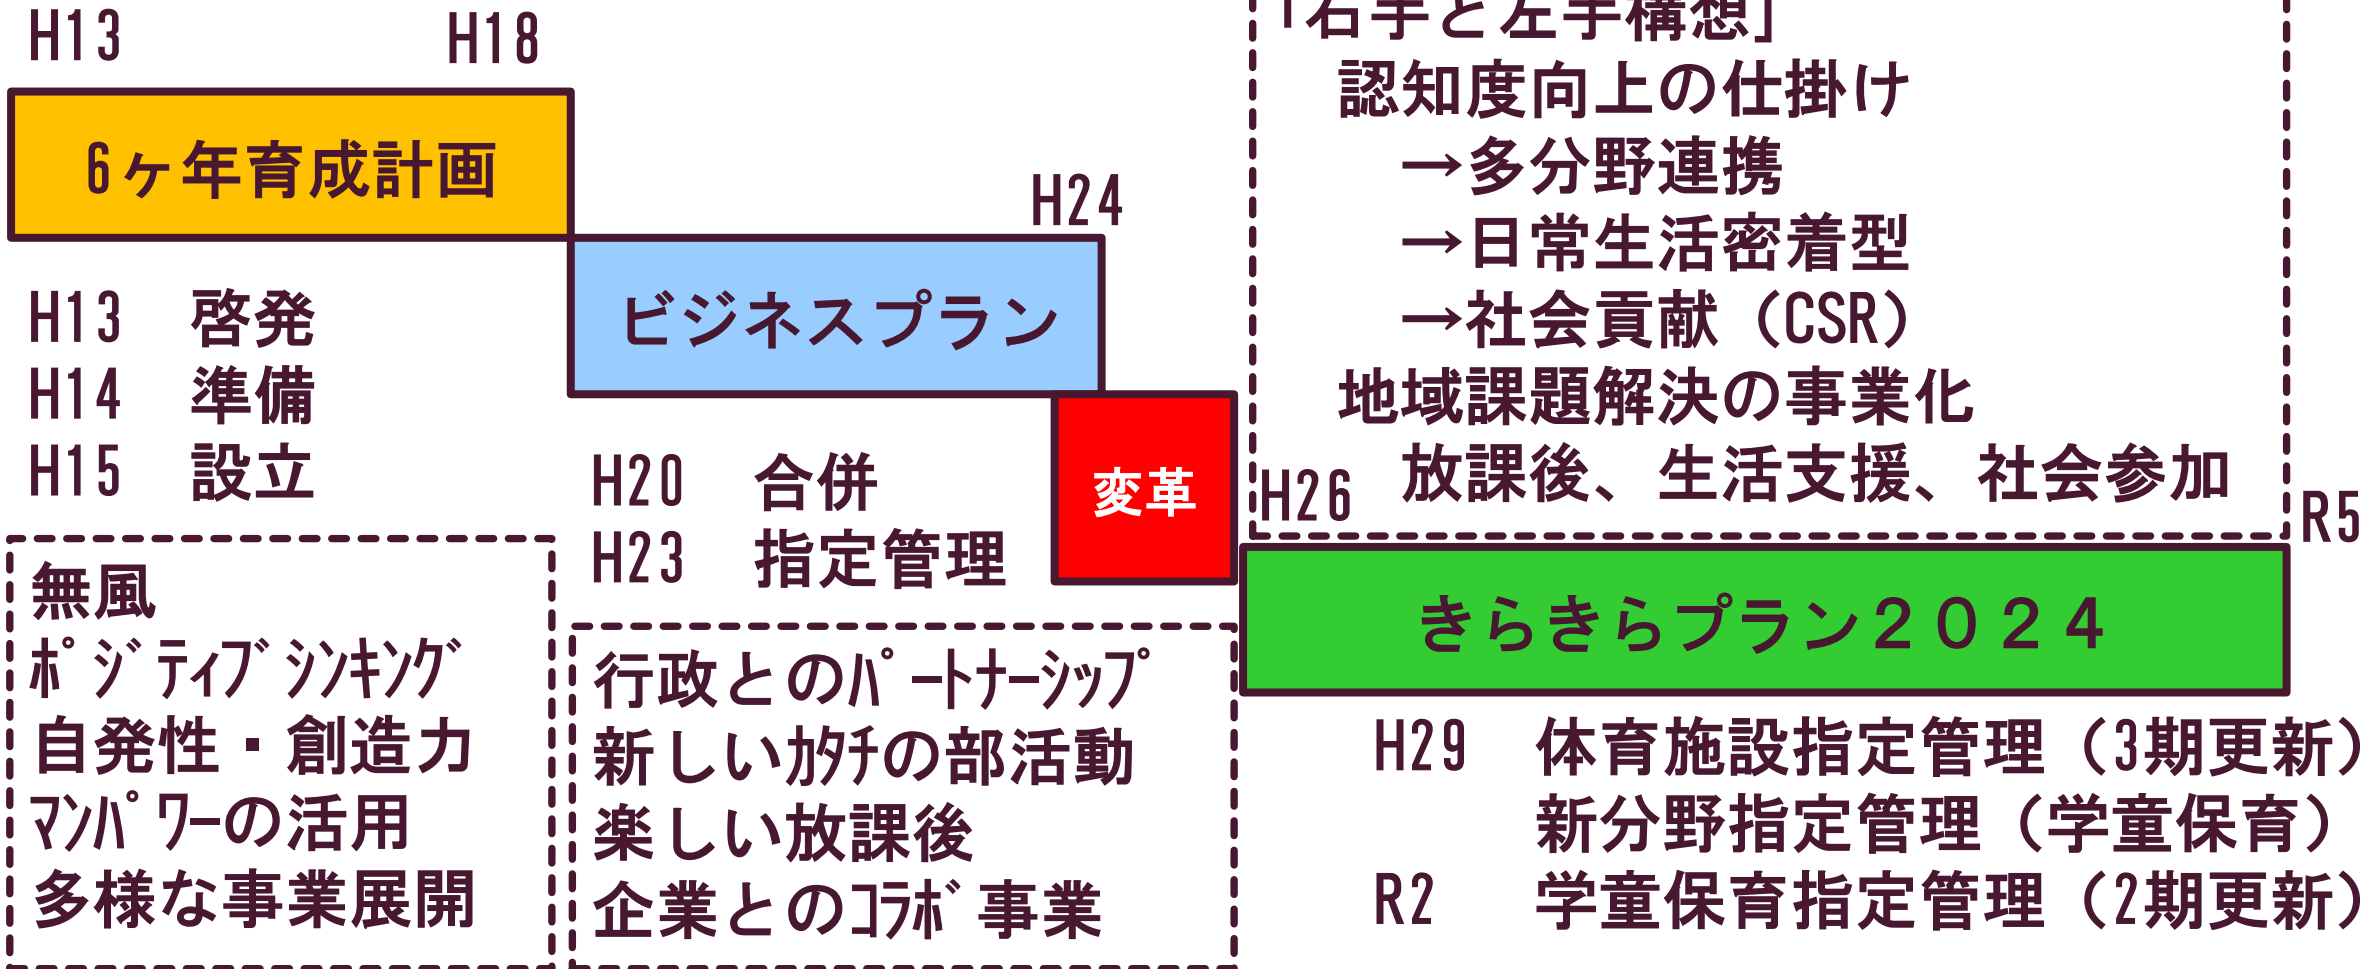 H13
H18
6ヶ年育成計画
H13　啓発
H14　準備
H15　設立
無風
ﾎﾟｼﾞﾃｨﾌﾞｼﾝｷﾝｸﾞ
自発性・創造力
ﾏﾝﾊﾟﾜｰの活用
多様な事業展開
H24
ビジネスプラン
H20　合併
H23　指定管理
行政とのﾊﾟｰﾄﾅｰｼｯﾌﾟ
新しいｶﾀﾁの部活動
楽しい放課後
企業とのｺﾗﾎﾞ事業
変革
「右手と左手構想」
認知度向上の仕掛け
→多分野連携
→日常生活密着型
→社会貢献（CSR）
地域課題解決の事業化
放課後、生活支援、社会参加
H26
R5
きらきらプラン２０２４
H29　体育施設指定管理（3期更新）
新分野指定管理（学童保育）
R2　学童保育指定管理（2期更新）